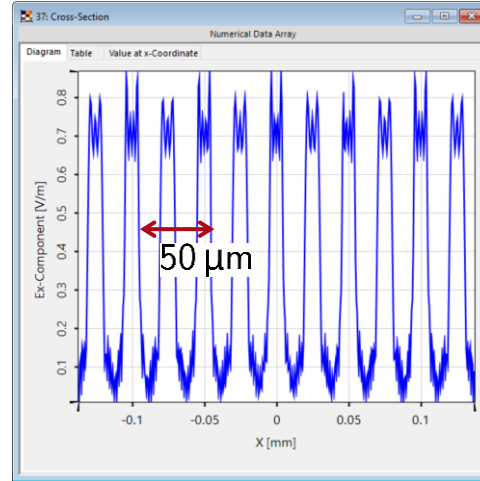 37: Cross-Section
Numerical Data Array
Diagram Table Value at x-Coordinate
Ex-Component [V/m]
0.8
0.7
0.6
0.5
0.4
0.3
0.2
0.1
50 µm
-0.1 -0.05 0 0.05 0.1
X [mm]